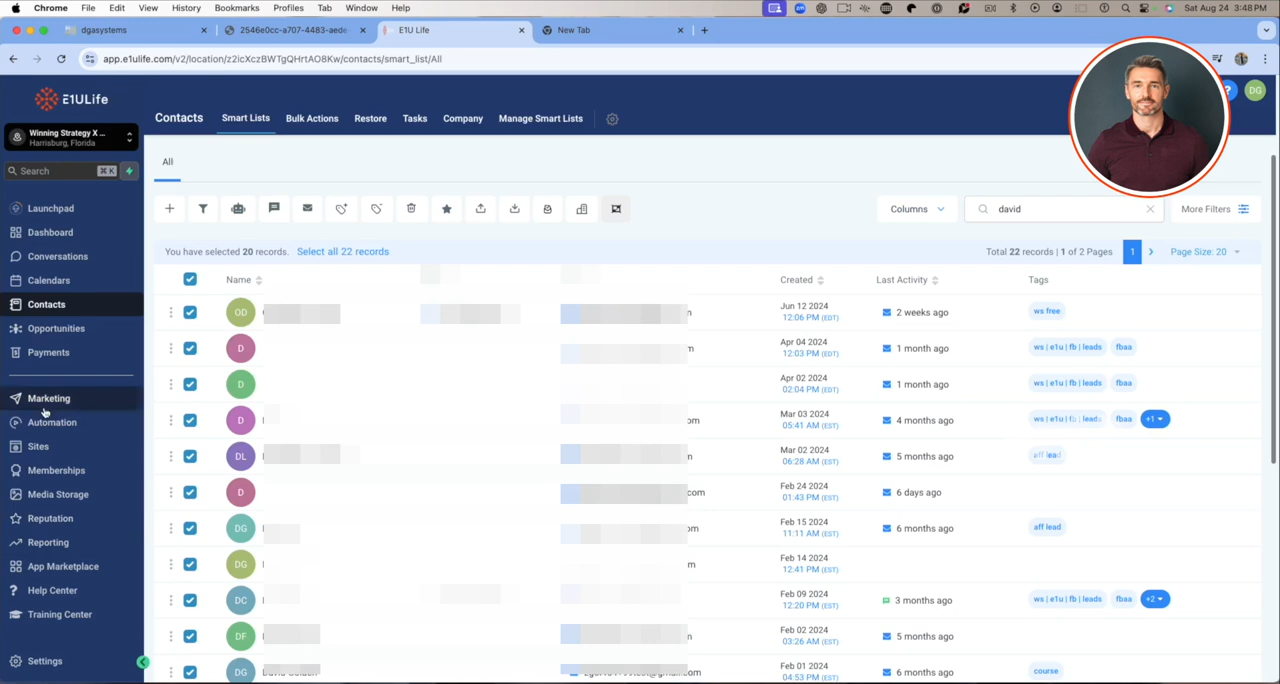 Chrome File Edit View History Bookmarks Profiles Tab Window Help Sat Aug 24 3:48 PM
dgasystems 2546e0cc-a707-4483-aede E1U Life New Tab
app.e1ulife.com/v2/location/z2icXczBWTgQHrtAO8Kw/contacts/smart_list/All
E1ULife
DG
Winning Strategy X ...
Harrisburg, Florida
Search ⌘ K
Launchpad
Dashboard
Conversations
Calendars
Contacts
Opportunities
Payments
Marketing
Automation
Sites
Memberships
Media Storage
Reputation
Reporting
App Marketplace
Help Center
Training Center
Settings
Contacts Smart Lists Bulk Actions Restore Tasks Company Manage Smart Lists
All
Columns david More Filters
You have selected 20 records. Select all 22 records Total 22 records | 1 of 2 Pages 1 Page Size: 20
Name Created Last Activity Tags
OD Jun 12 2024 12:06 PM (EDT) 2 weeks ago ws free
D Apr 04 2024 12:03 PM (EDT) 1 month ago ws | e1u | fb | leads fbaa
D Apr 02 2024 02:04 PM (EDT) 1 month ago ws | e1u | fb | leads fbaa
D om Mar 03 2024 05:41 AM (EST) 4 months ago ws | e1u | fb | leads fbaa +1
DL Mar 02 2024 06:28 AM (EST) 5 months ago aff lead
D com Feb 24 2024 01:43 PM (EST) 6 days ago
DG om Feb 15 2024 11:11 AM (EST) 6 months ago aff lead
DG m Feb 14 2024 12:41 PM (EST)
DC Feb 09 2024 12:20 PM (EST) 3 months ago ws | e1u | fb | leads fbaa +2
DF Feb 02 2024 03:26 AM (EST) 5 months ago
DG Feb 01 2024 04:53 PM (EST) 6 months ago course